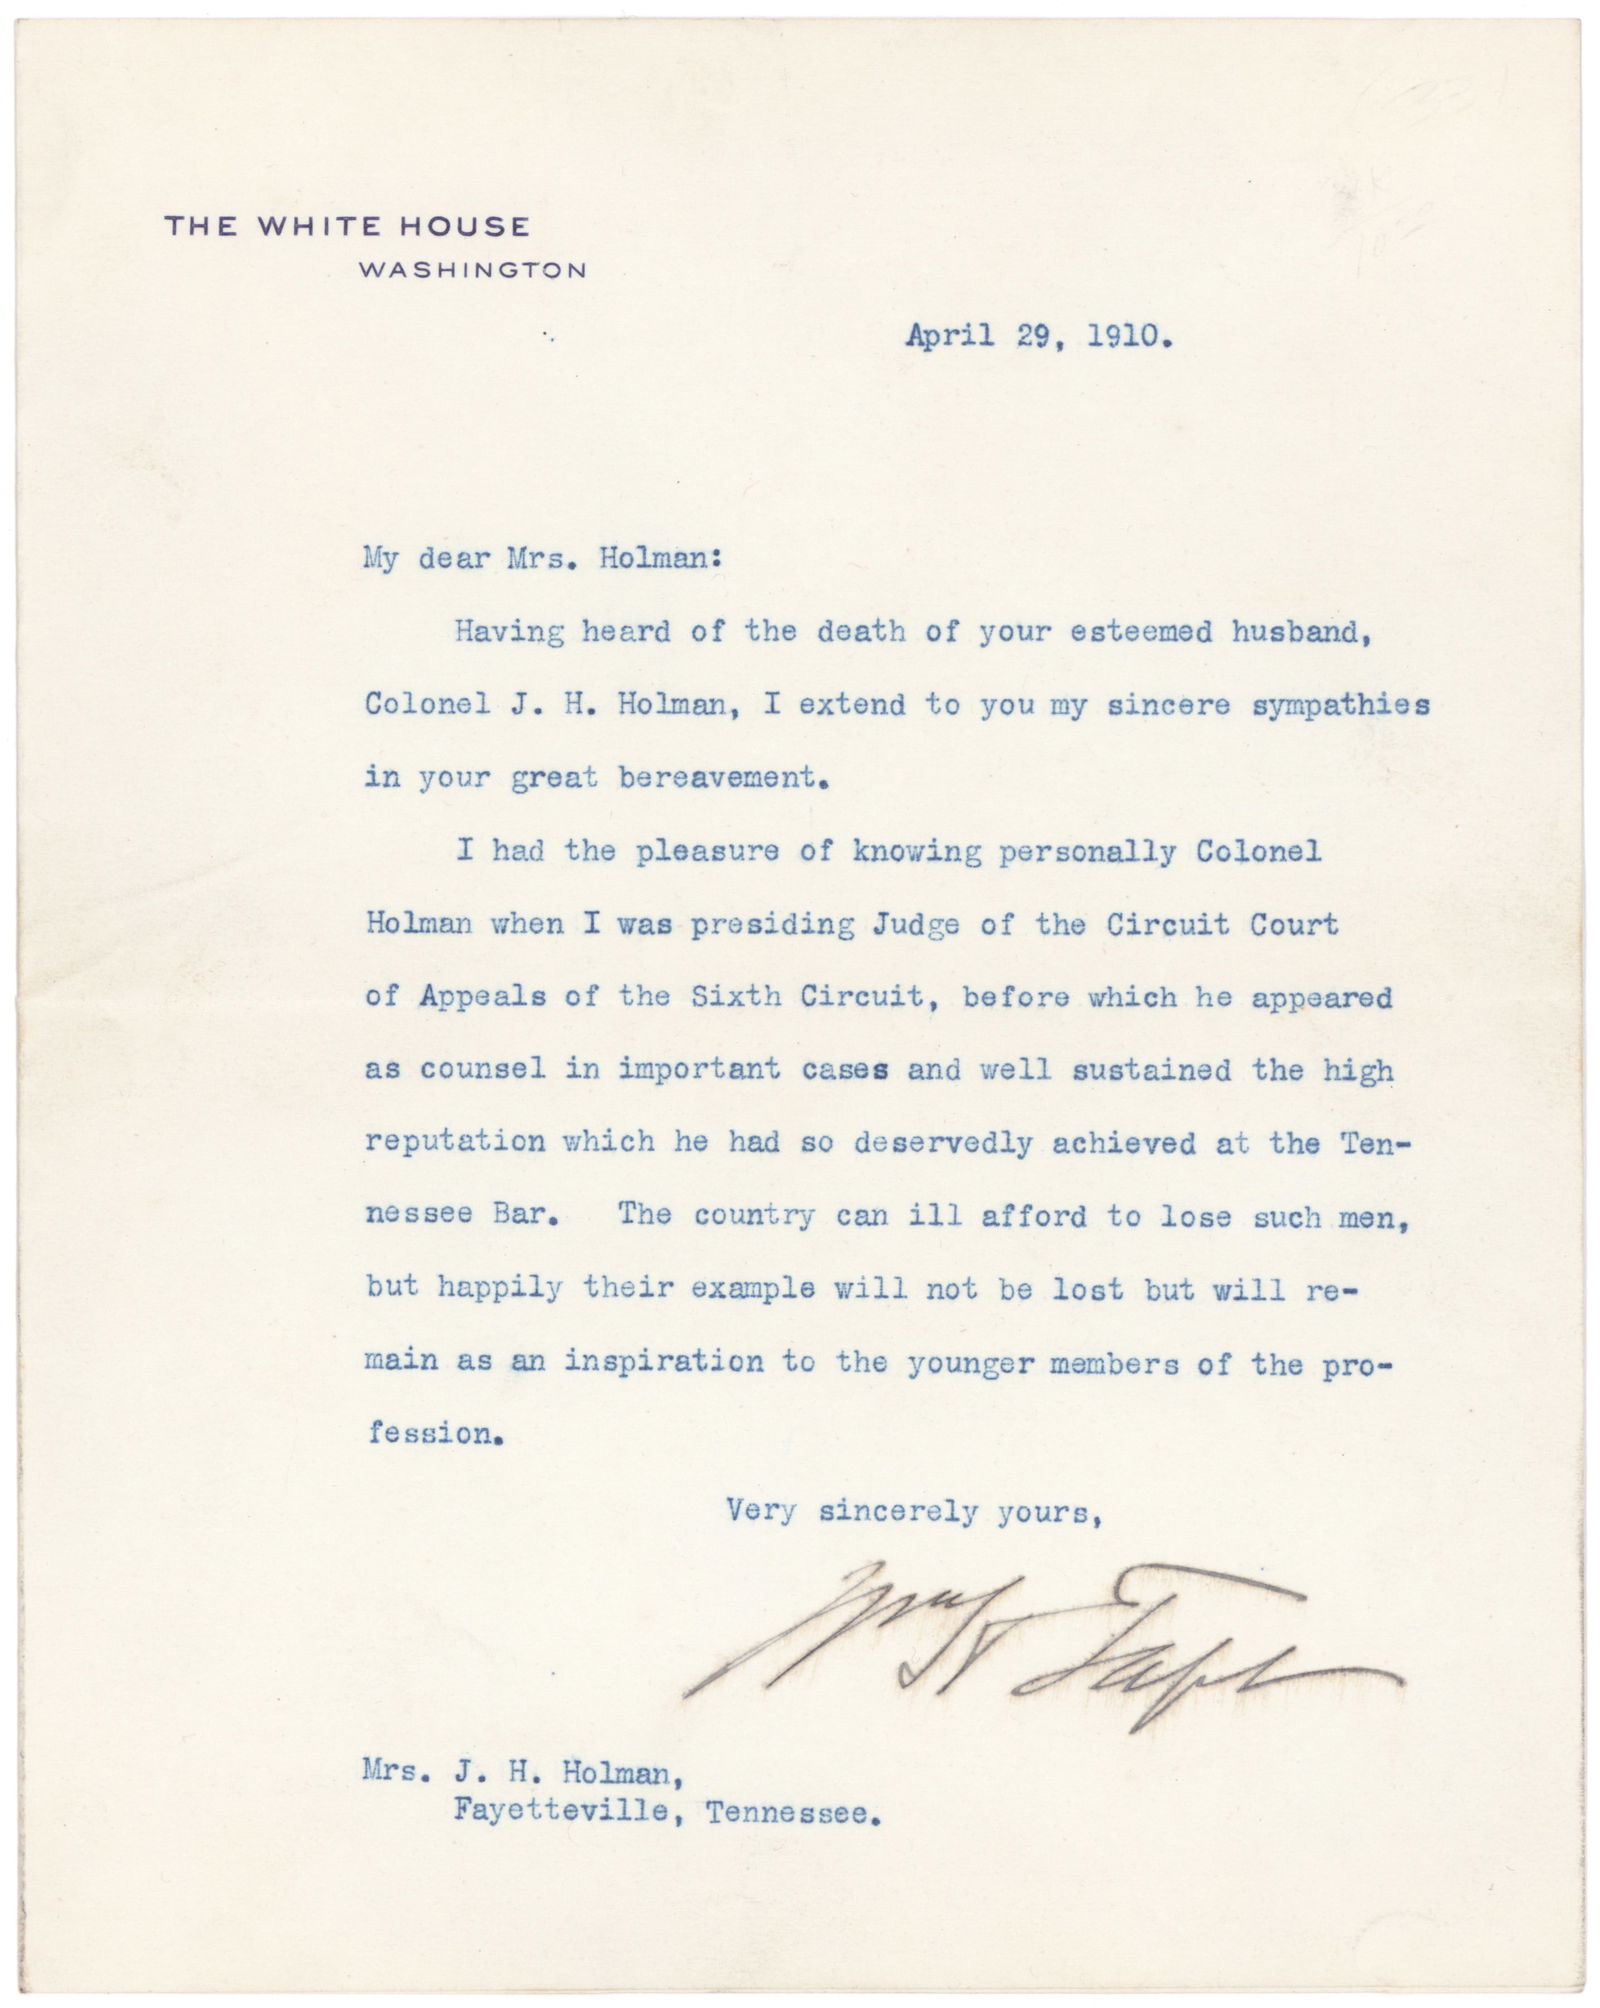 THE WHITE HOUSE
WASHINGTON
April 29, 1910.
My dear Mrs. Holman:
Having heard of the death of your esteemed husband,
Colonel J. H. Holman, I extend to you my sincere sympathies
in your great bereavement.
I had the pleasure of knowing personally Colonel
Holman when I was presiding Judge of the Circuit Court
of Appeals of the Sixth Circuit, before which he appeared
as counsel in important cases and well sustained the high
reputation which he had so deservedly achieved at the Ten-
nessee Bar. The country can ill afford to lose such men,
but happily their example will not be lost but will re-
main as an inspiration to the younger members of the pro-
fession.
Very sincerely yours,
Wm H Taft
Mrs. J. H. Holman,
Fayetteville, Tennessee.